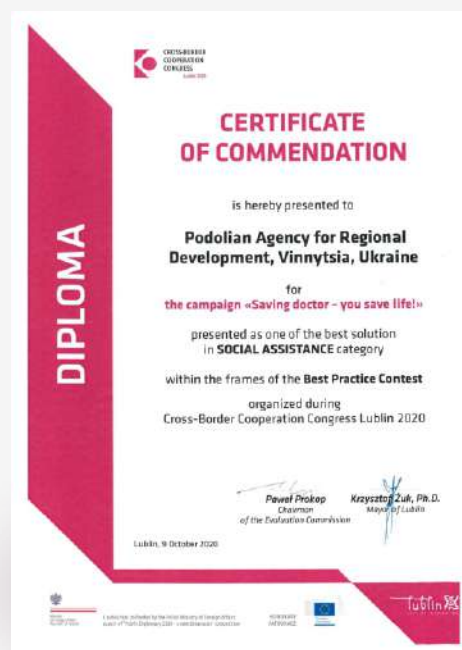 CROSS-BORDER
COOPERATION
CONGRESS
Lublin 2020
CERTIFICATE
OF COMMENDATION
is hereby presented to
Podolian Agency for Regional
Development, Vinnytsia, Ukraine
for
the campaign «Saving doctor – you save life!»
presented as one of the best solution
in SOCIAL ASSISTANCE category
within the frames of the Best Practice Contest
organized during
Cross-Border Cooperation Congress Lublin 2020
DIPLOMA
Paweł Prokop
Chairman
of the Evaluation Commission
Krzysztof Żuk, Ph.D.
Mayor of Lublin
Lublin, 9 October 2020
lublin